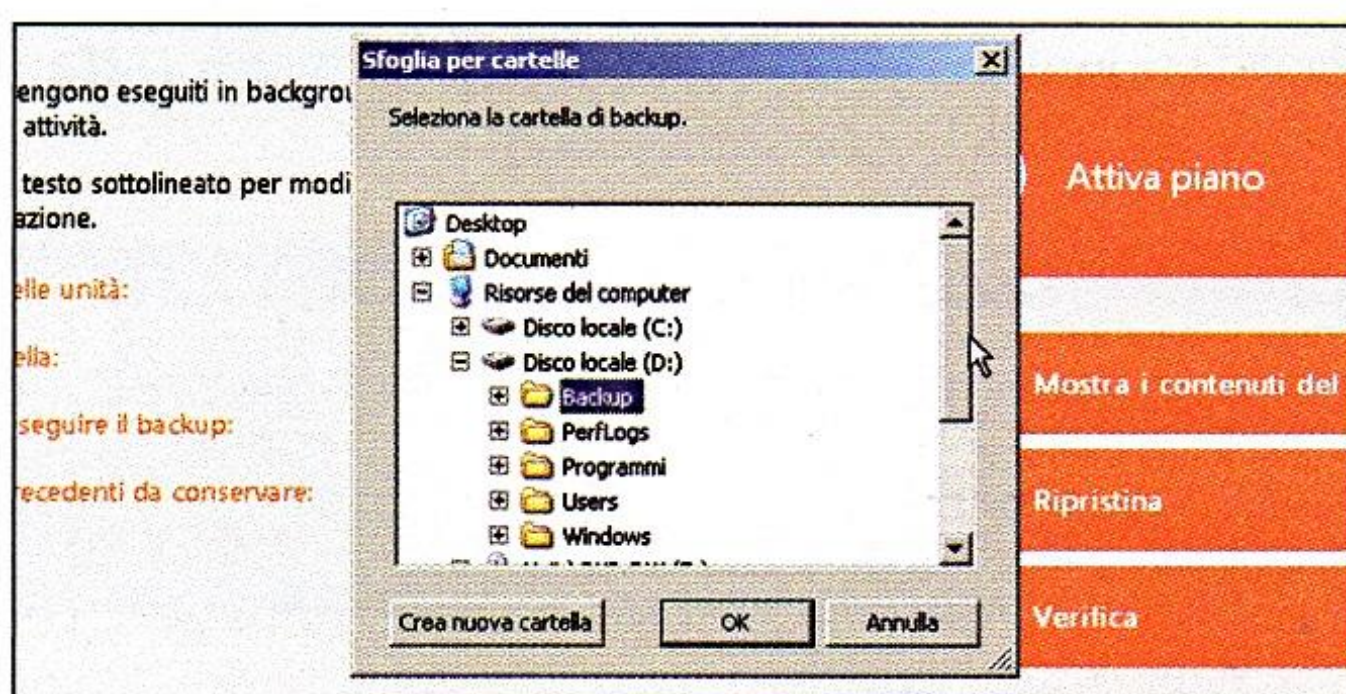 engono eseguiti in backgrou
attività.
testo sottolineato per modi
azione.
elle unità:
ella:
seguire il backup:
recedenti da conservare:
Sfoglia per cartelle
Seleziona la cartella di backup.
Desktop
Documenti
Risorse del computer
Disco locale (C:)
Disco locale (D:)
Backup
PerfLogs
Programmi
Users
Windows
Crea nuova cartella
OK
Annulla
Attiva piano
Mostra i contenuti del
Ripristina
Verifica